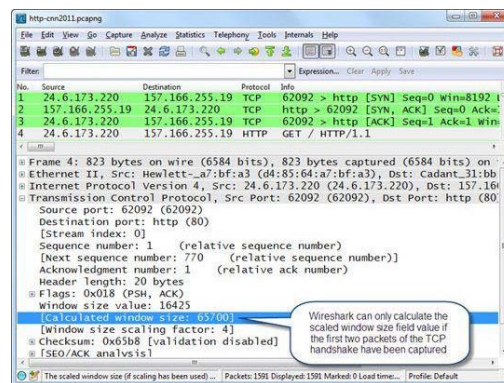 http-cnn2011.pcapng
File Edit View Go Capture Analyze Statistics Telephony Tools Internals Help
Filter: Expression... Clear Apply Save
No. Source Destination Protocol Info
1 24.6.173.220 157.166.255.19 TCP 62092 > http [SYN] Seq=0 Win=8192
2 157.166.255.19 24.6.173.220 TCP http > 62092 [SYN, ACK] Seq=0 Ack=
3 24.6.173.220 157.166.255.19 TCP 62092 > http [ACK] Seq=1 Ack=1 Win=
4 24.6.173.220 157.166.255.19 HTTP GET / HTTP/1.1
Frame 4: 823 bytes on wire (6584 bits), 823 bytes captured (6584 bits) on
Ethernet II, Src: Hewlett-_a7:bf:a3 (d4:85:64:a7:bf:a3), Dst: Cadant_31:bb
Internet Protocol Version 4, Src: 24.6.173.220 (24.6.173.220), Dst: 157.16
Transmission Control Protocol, Src Port: 62092 (62092), Dst Port: http (80)
Source port: 62092 (62092)
Destination port: http (80)
[Stream index: 0]
Sequence number: 1 (relative sequence number)
[Next sequence number: 770 (relative sequence number)]
Acknowledgment number: 1 (relative ack number)
Header length: 20 bytes
Flags: 0x018 (PSH, ACK)
Window size value: 16425
[Calculated window size: 65700]
[Window size scaling factor: 4]
Checksum: 0x65b8 [validation disabled]
[SEQ/ACK analysis]
Wireshark can only calculate the
scaled window size field value if
the first two packets of the TCP
handshake have been captured
The scaled window size (if scaling has been used) ... Packets: 1591 Displayed: 1591 Marked: 0 Load time:... Profile: Default